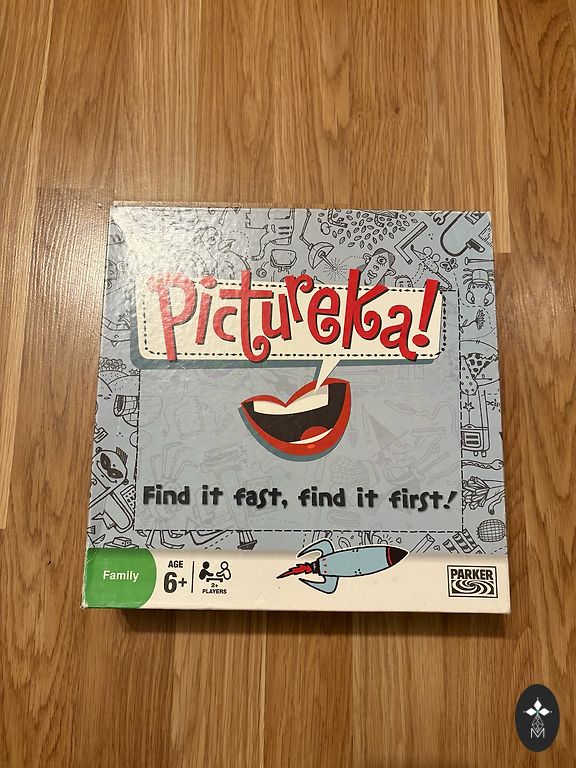 Pictureka!
Find it fast, find it first!
Family
AGE
6+
2+
PLAYERS
PARKER
M